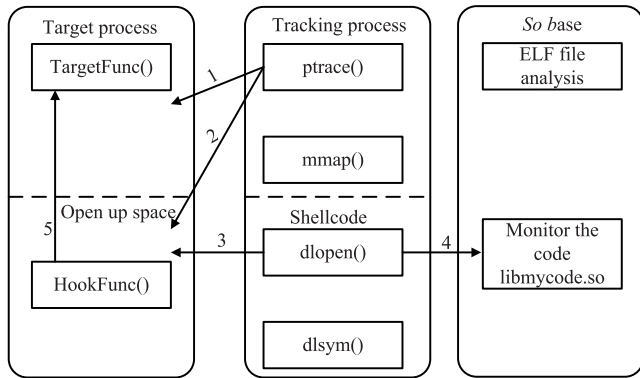 Target process
TargetFunc()
Open up space
5
HookFunc()
Tracking process
ptrace()
1
2
mmap()
Shellcode
3
dlopen()
4
dlsym()
So base
ELF file
analysis
Monitor the
code
libmycode.so